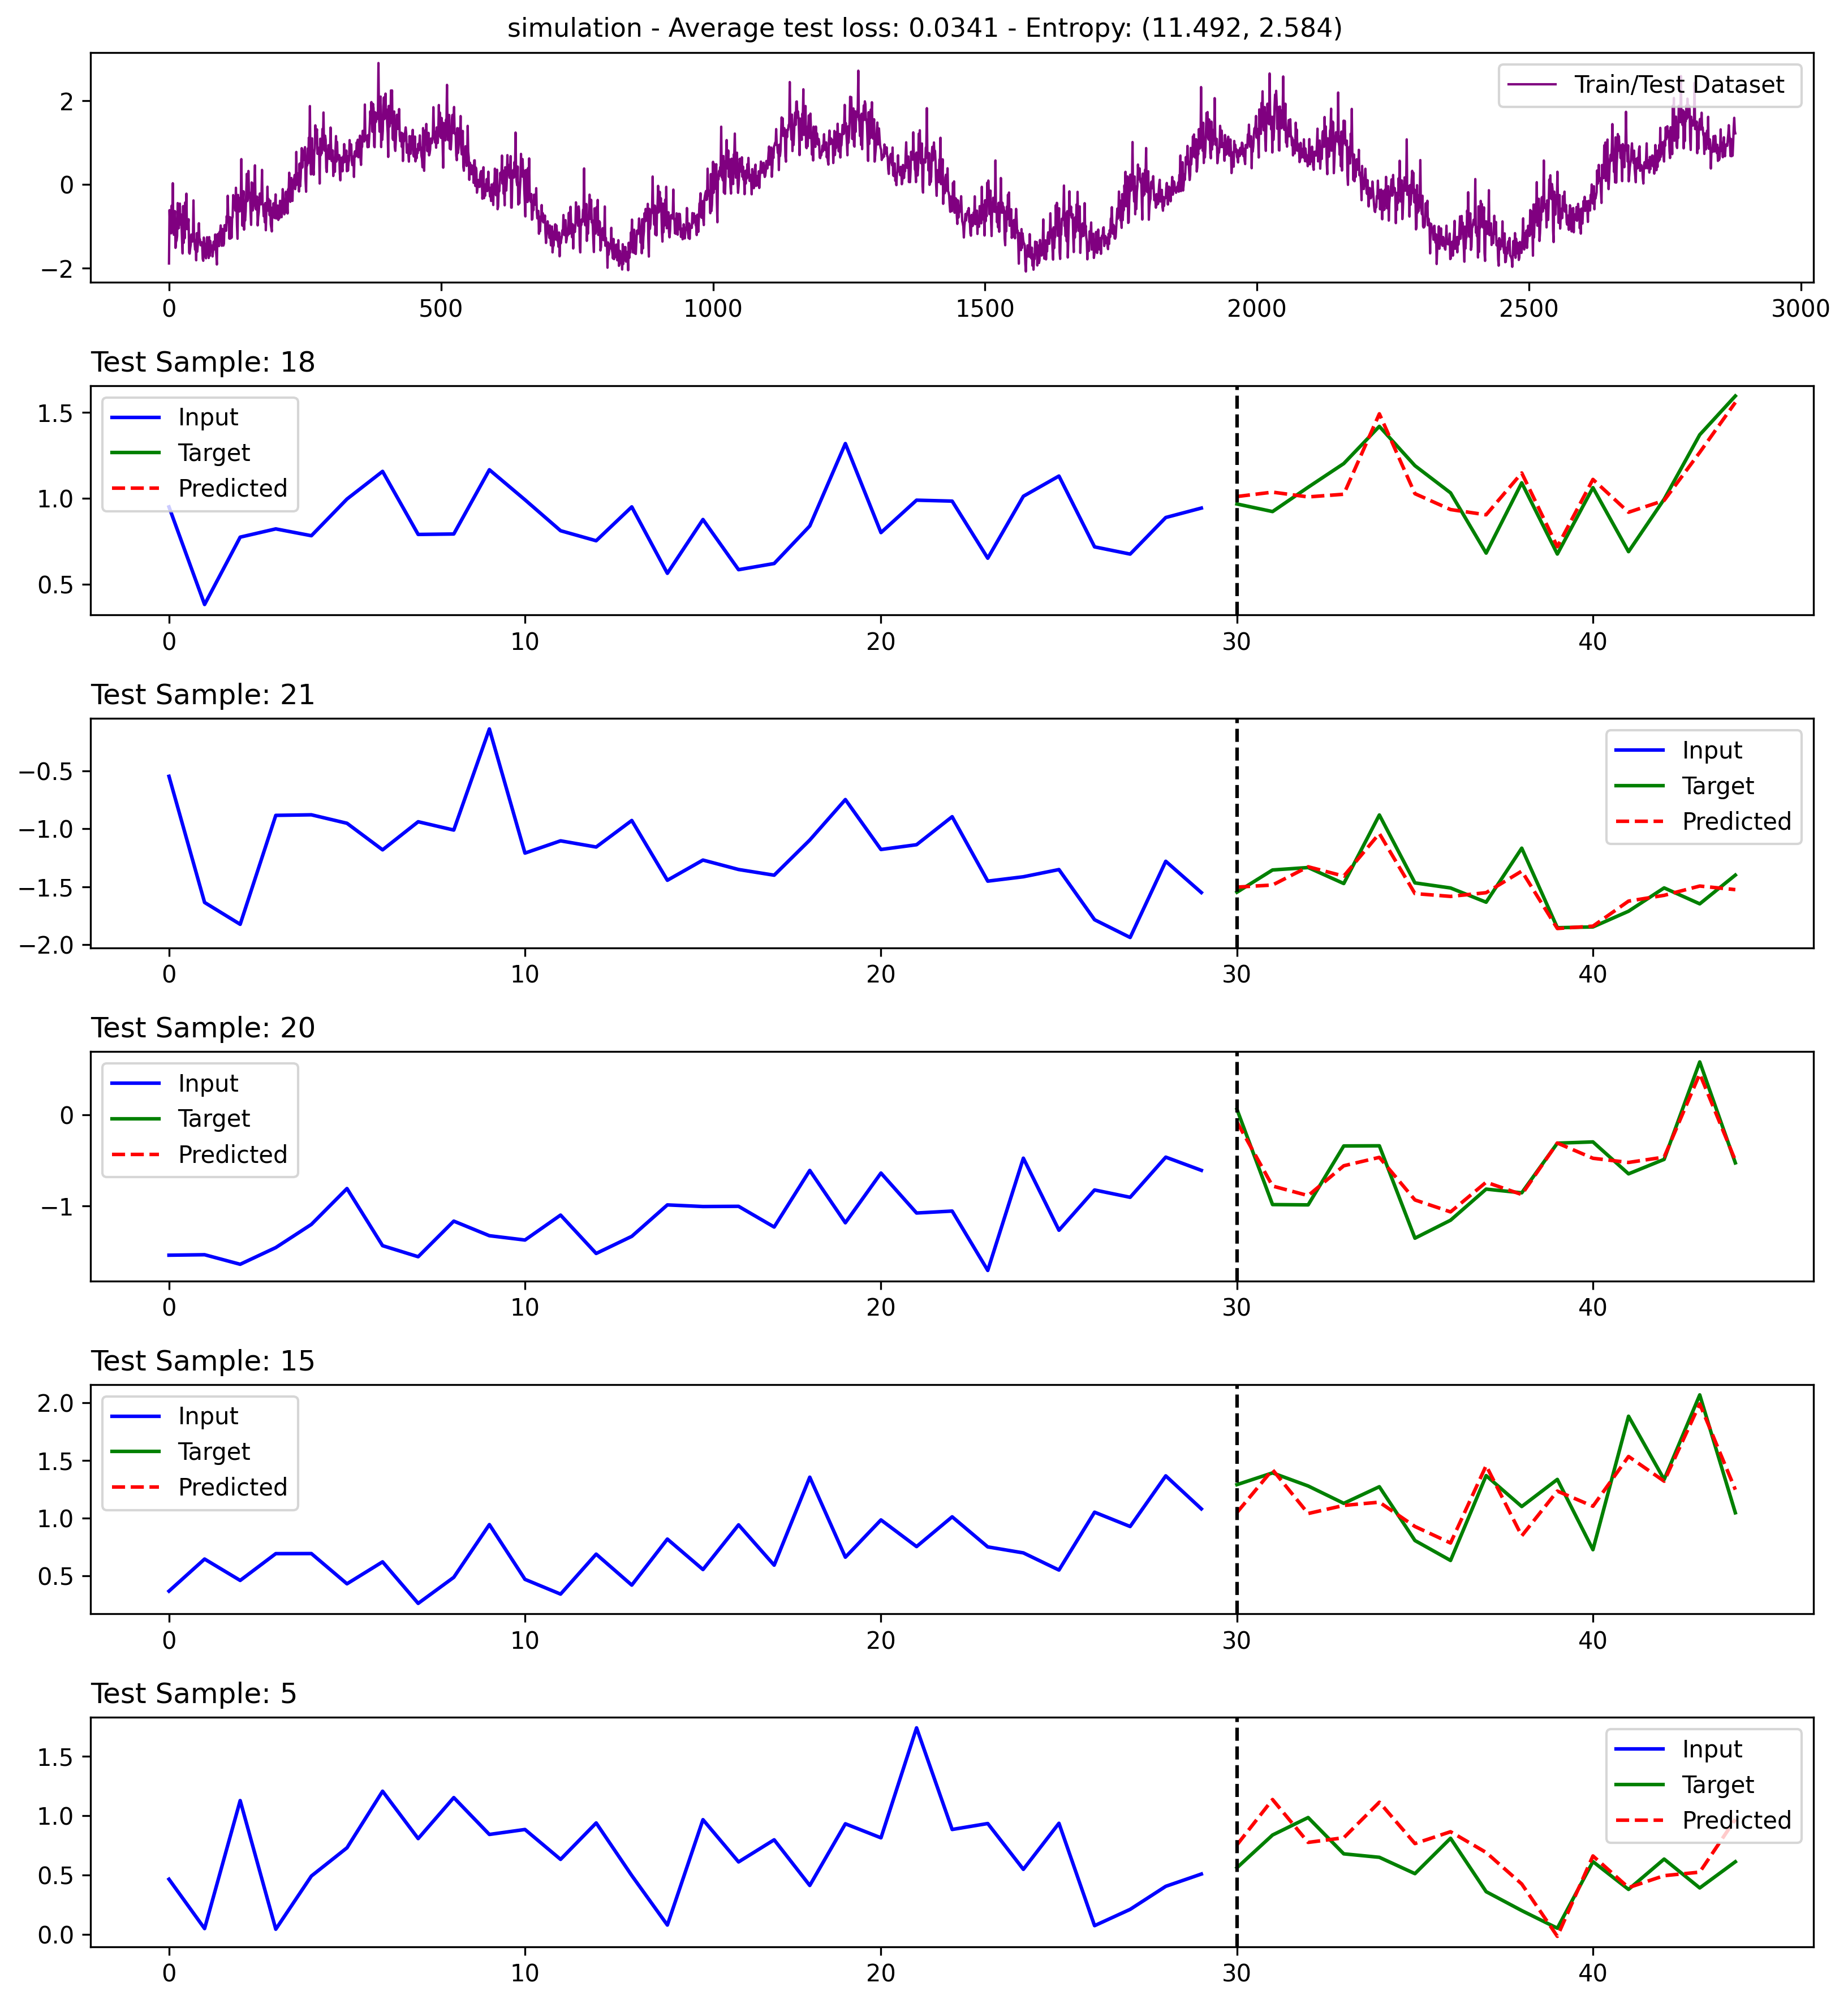 simulation - Average test loss: 0.0341 - Entropy: (11.492, 2.584)
Train/Test Dataset
2
0
−2
0 500 1000 1500 2000 2500 3000
Test Sample: 18
Input
Target
Predicted
1.5
1.0
0.5
0 10 20 30 40
Test Sample: 21
Input
Target
Predicted
−0.5
−1.0
−1.5
−2.0
0 10 20 30 40
Test Sample: 20
Input
Target
Predicted
0
−1
0 10 20 30 40
Test Sample: 15
Input
Target
Predicted
2.0
1.5
1.0
0.5
0 10 20 30 40
Test Sample: 5
Input
Target
Predicted
1.5
1.0
0.5
0.0
0 10 20 30 40